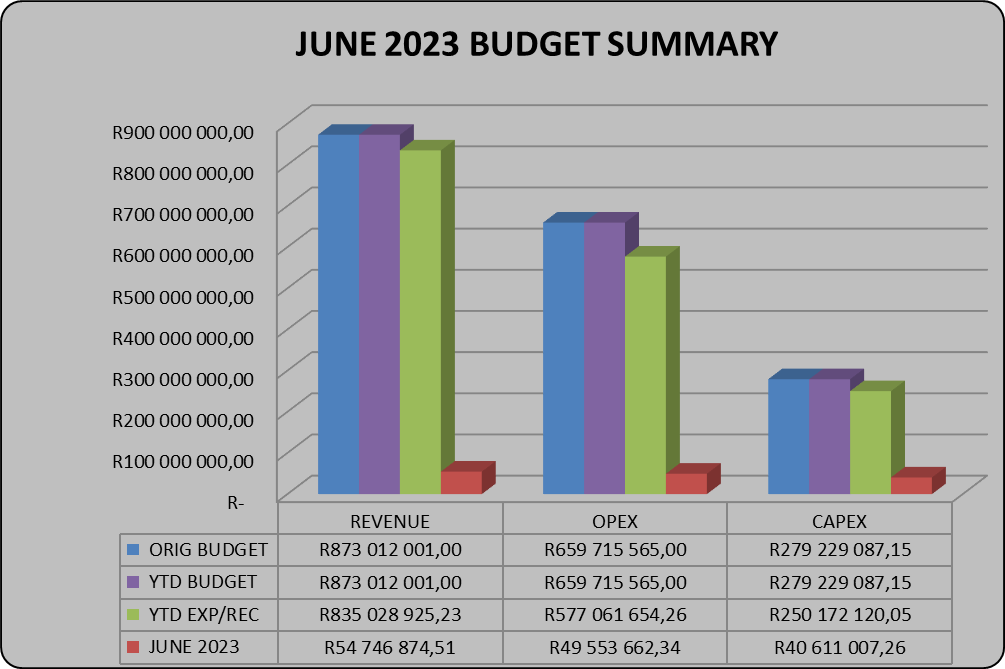 JUNE 2023 BUDGET SUMMARY
R900 000 000,00
R800 000 000,00
R700 000 000,00
R600 000 000,00
R500 000 000,00
R400 000 000,00
R300 000 000,00
R200 000 000,00
R100 000 000,00
R-
REVENUE OPEX CAPEX
ORIG BUDGET R873 012 001,00 R659 715 565,00 R279 229 087,15
YTD BUDGET R873 012 001,00 R659 715 565,00 R279 229 087,15
YTD EXP/REC R835 028 925,23 R577 061 654,26 R250 172 120,05
JUNE 2023 R54 746 874,51 R49 553 662,34 R40 611 007,26